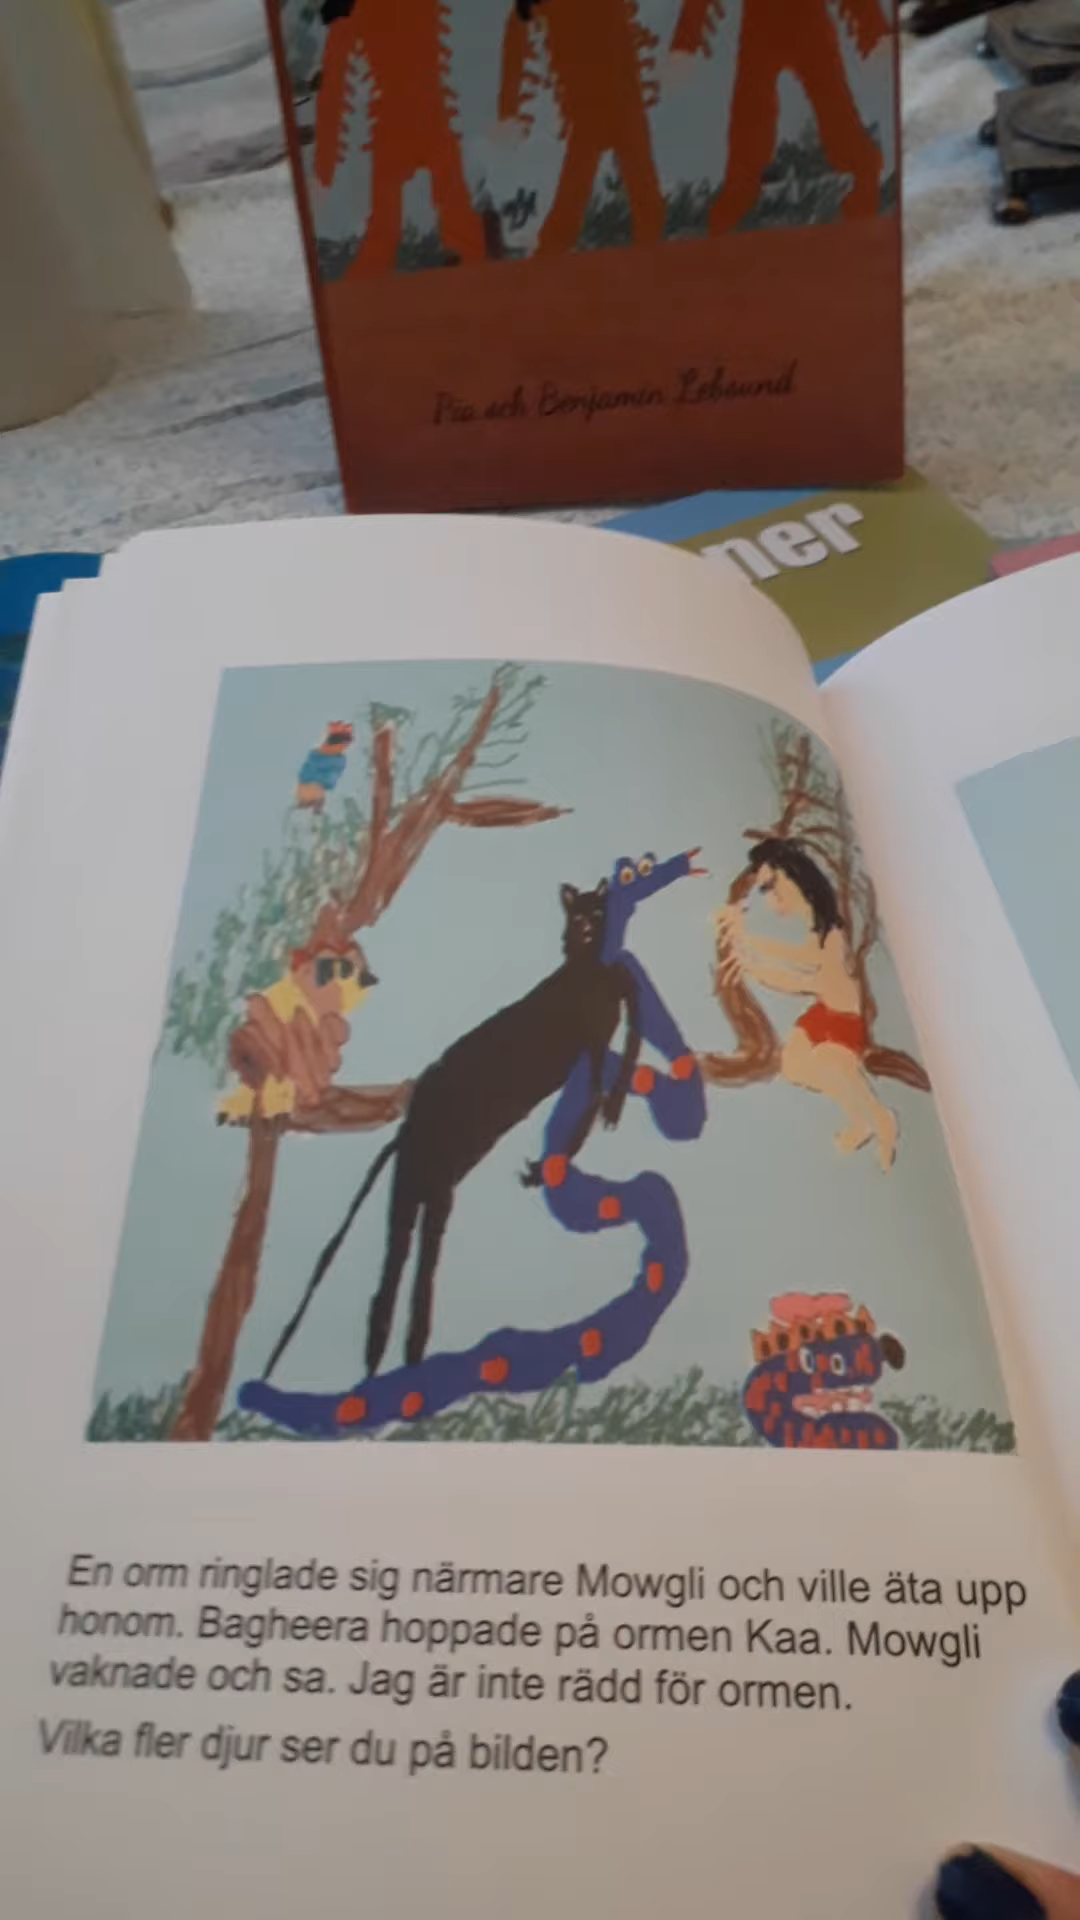 Pia och Benjamin Lebsund
ner
En orm ringlade sig närmare Mowgli och ville äta upp
honom. Bagheera hoppade på ormen Kaa. Mowgli
vaknade och sa. Jag är inte rädd för ormen.
Vilka fler djur ser du på bilden?